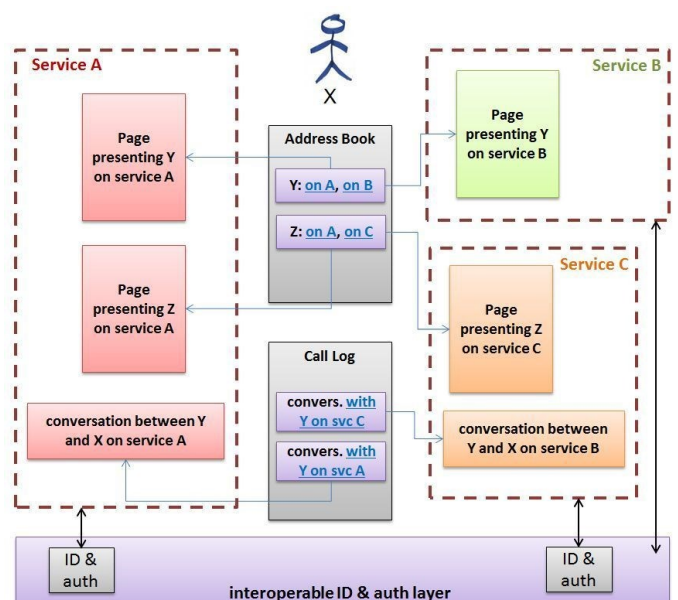 X
Service A
Page
presenting Y
on service A
Page
presenting Z
on service A
conversation between Y
and X on service A
Address Book
Y: on A, on B
Z: on A, on C
Call Log
convers. with
Y on svc C
convers. with
Y on svc A
Service B
Page
presenting Y
on service B
Service C
Page
presenting Z
on service C
conversation between
Y and X on service B
ID &
auth
ID &
auth
interoperable ID & auth layer